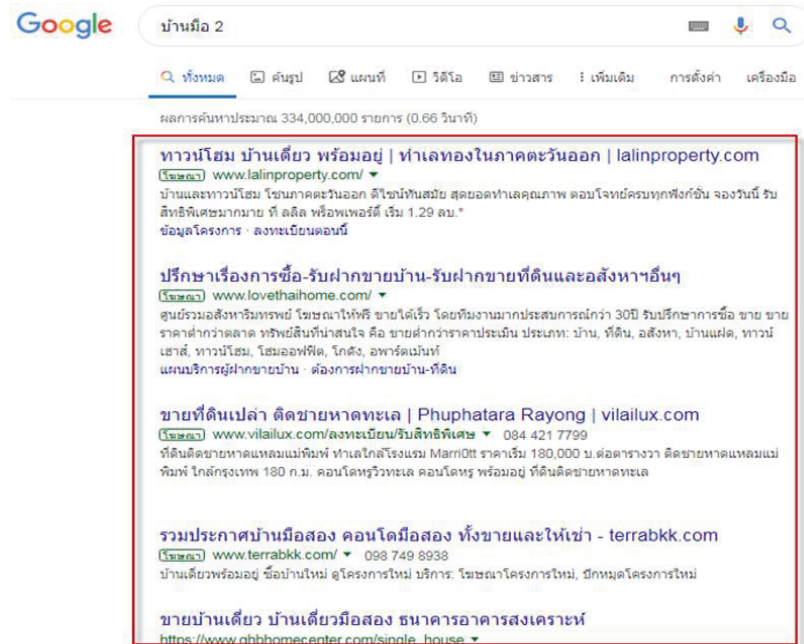 Google
บ้านมือ 2
ทั้งหมด ค้นรูป แผนที่ วิดีโอ ข่าวสาร เพิ่มเติม การตั้งค่า เครื่องมือ
ผลการค้นหาประมาณ 334,000,000 รายการ (0.66 วินาที)
ทาวน์โฮม บ้านเดี่ยว พร้อมอยู่ | ทำเลทองในภาคตะวันออก | lalinproperty.com
โฆษณา www.lalinproperty.com/
บ้านและทาวน์โฮม โซนภาคตะวันออก ดีไซน์ทันสมัย สุดยอดทำเลคุณภาพ ตอบโจทย์ครบทุกฟังก์ชั่น จองวันนี้ รับ
สิทธิพิเศษมากมาย ที่ ลลิล พร็อพเพอร์ตี้ เริ่ม 1.29 ลบ.*
ข้อมูลโครงการ · ลงทะเบียนตอนนี้
ปรึกษาเรื่องการซื้อ-รับฝากขายบ้าน-รับฝากขายที่ดินและอสังหาฯอื่นๆ
โฆษณา www.lovethaihome.com/
ศูนย์รวมอสังหาริมทรพย์ โฆษณาให้ฟรี ขายได้เร็ว โดยทีมงานมากประสบการณ์กว่า 30ปี รับปรึกษาการซื้อ ขาย ขาย
ราคาต่ำกว่าตลาด ทรัพย์สินที่น่าสนใจ คือ ขายต่ำกว่าราคาประเมิน ประเภท: บ้าน, ที่ดิน, อสังหา, บ้านแฝด, ทาวน์
เฮาส์, ทาวน์โฮม, โฮมออฟฟิต, โกดัง, อพาร์ตเม้นท์
แผนบริการผู้ฝากขายบ้าน · ต้องการฝากขายบ้าน-ที่ดิน
ขายที่ดินเปล่า ติดชายหาดทะเล | Phuphatara Rayong | vilailux.com
โฆษณา www.vilailux.com/ลงทะเบียน/รับสิทธิพิเศษ 084 421 7799
ที่ดินติดชายหาดแหลมแม่พิมพ์ ทำเลใกล้โรงแรม Marri0tt ราคาเริ่ม 180,000 บ.ต่อตารางวา ติดชายหาดแหลมแม่
พิมพ์ ใกล้กรุงเทพ 180 ก.ม. คอนโดหรูวิวทะเล คอนโดหรู พร้อมอยู่ ที่ดินติดชายหาดทะเล
รวมประกาศบ้านมือสอง คอนโดมือสอง ทั้งขายและให้เช่า - terrabkk.com
โฆษณา www.terrabkk.com/ 098 749 8938
บ้านเดี่ยวพร้อมอยู่ ซื้อบ้านใหม่ ดูโครงการใหม่ บริการ: โฆษณาโครงการใหม่, ปักหมุดโครงการใหม่
ขายบ้านเดี่ยว บ้านเดี่ยวมือสอง ธนาคารอาคารสงเคราะห์
https://www.ghbhomecenter.com/single_house